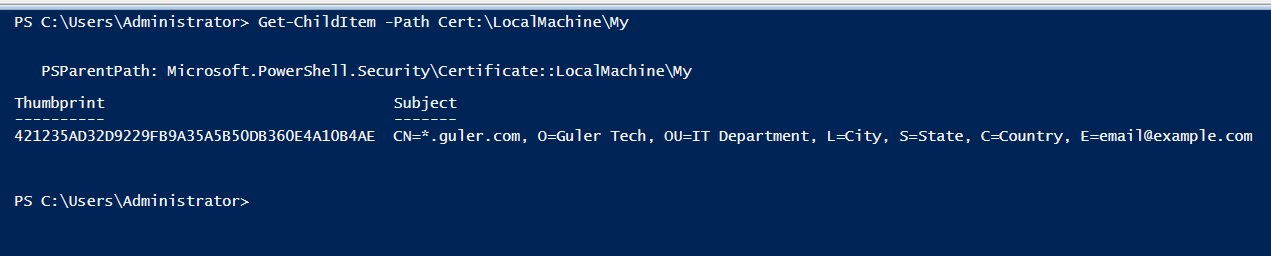 PS C:\Users\Administrator> Get-ChildItem -Path Cert:\LocalMachine\My
PSParentPath: Microsoft.PowerShell.Security\Certificate::LocalMachine\My
Thumbprint Subject
---------- -------
421235AD32D9229FB9A35A5B50DB360E4A10B4AE CN=*.guler.com, O=Guler Tech, OU=IT Department, L=City, S=State, C=Country, E=email@example.com
PS C:\Users\Administrator>